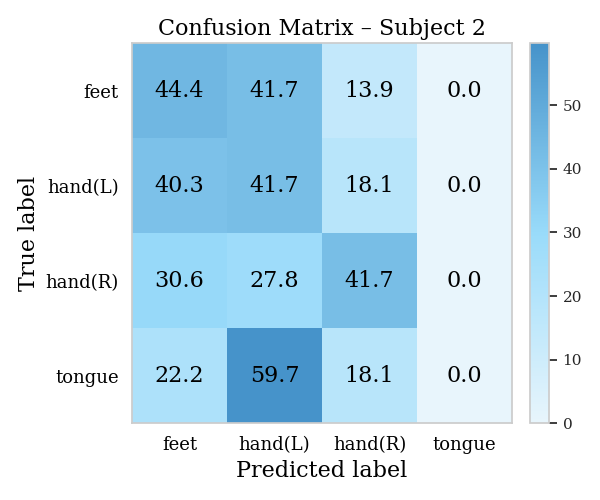 Confusion Matrix – Subject 2
True label
feet 44.4 41.7 13.9 0.0
hand(L) 40.3 41.7 18.1 0.0
hand(R) 30.6 27.8 41.7 0.0
tongue 22.2 59.7 18.1 0.0
feet hand(L) hand(R) tongue
Predicted label
50
40
30
20
10
0